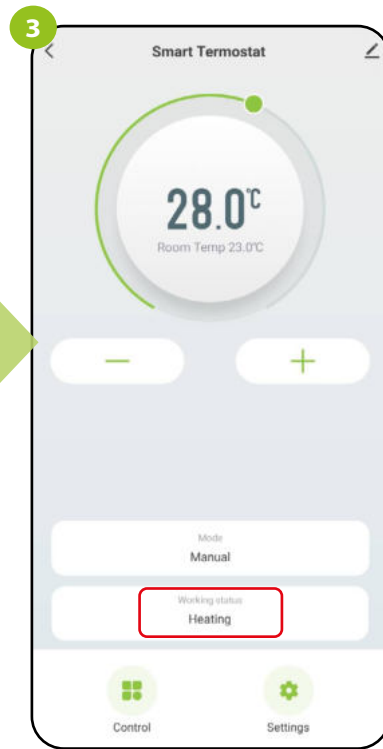 3
Smart Termostat
28.0℃
Room Temp 23.0℃
Mode
Manual
Working status
Heating
Control
Settings